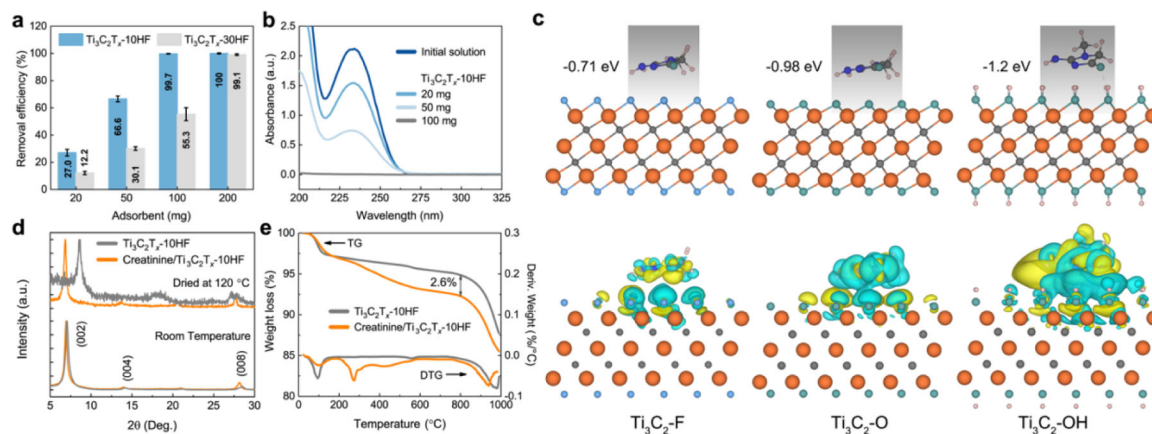 a
Ti₃C₂Tₓ-10HF Ti₃C₂Tₓ-30HF
Removal efficiency (%)
120
100
80
60
40
20
0
27.0
12.2
66.6
30.1
99.7
55.3
100
99.1
20 50 100 200
Adsorbent (mg)
b
Absorbance (a.u.)
2.5
2.0
1.5
1.0
0.5
0.0
Initial solution
Ti₃C₂Tₓ-10HF
20 mg
50 mg
100 mg
200 225 250 275 300 325
Wavelength (nm)
c
-0.71 eV
-0.98 eV
-1.2 eV
Ti₃C₂-F
Ti₃C₂-O
Ti₃C₂-OH
d
Intensity (a.u.)
Ti₃C₂Tₓ-10HF
Creatinine/Ti₃C₂Tₓ-10HF
Dried at 120 °C
Room Temperature
(002)
(004)
(008)
5 10 15 20 25 30
2θ (Deg.)
e
Weight loss (%)
100
95
90
85
80
TG
2.6%
Ti₃C₂Tₓ-10HF
Creatinine/Ti₃C₂Tₓ-10HF
DTG
0 200 400 600 800 1000
Temperature (°C)
0.3
0.2
0.1
0.0
-0.1
Deriv. Weight (%/°C)